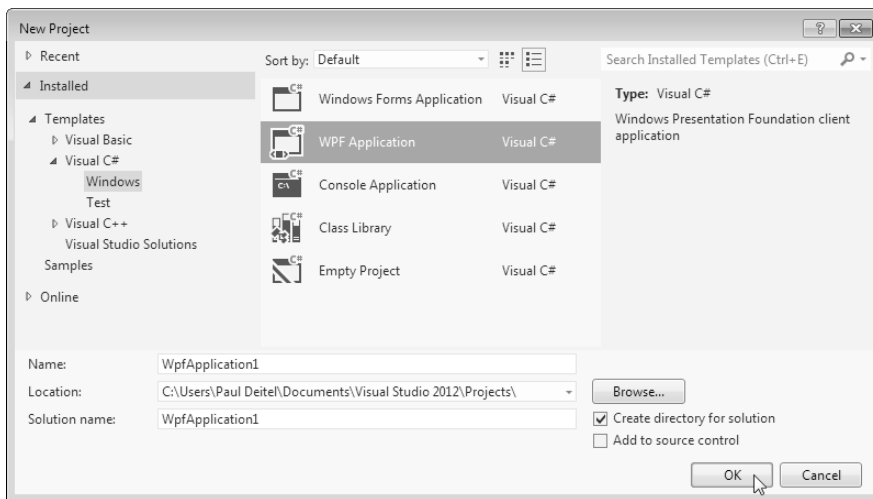 New Project
Recent
Installed
Templates
Visual Basic
Visual C#
Windows
Test
Visual C++
Visual Studio Solutions
Samples
Online
Sort by: Default
C# Windows Forms Application Visual C#
C# WPF Application Visual C#
C# C:\ Console Application Visual C#
C# Class Library Visual C#
C# Empty Project Visual C#
Search Installed Templates (Ctrl+E)
Type: Visual C#
Windows Presentation Foundation client
application
Name: WpfApplication1
Location: C:\Users\Paul Deitel\Documents\Visual Studio 2012\Projects\ Browse...
Solution name: WpfApplication1
Create directory for solution
Add to source control
OK Cancel